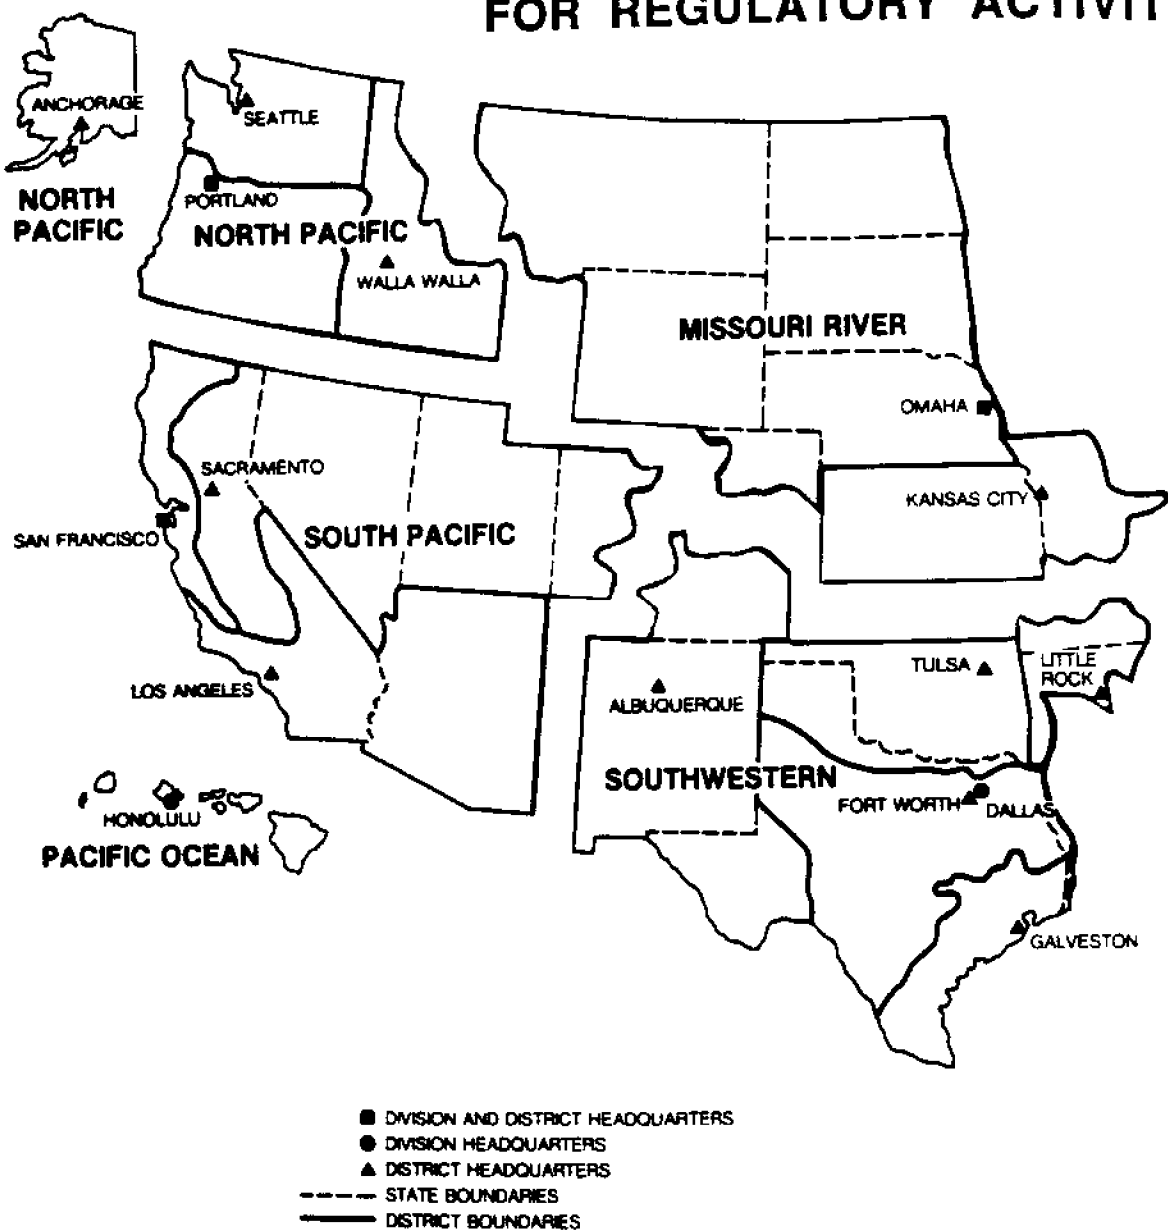 FOR REGULATORY ACTIVIT
ANCHORAGE
SEATTLE
NORTH
PACIFIC
PORTLAND
NORTH PACIFIC
WALLA WALLA
MISSOURI RIVER
OMAHA
SACRAMENTO
KANSAS CITY
SAN FRANCISCO
SOUTH PACIFIC
LOS ANGELES
TULSA
LITTLE
ROCK
ALBUQUERQUE
SOUTHWESTERN
FORT WORTH
DALLAS
HONOLULU
PACIFIC OCEAN
GALVESTON
DIVISION AND DISTRICT HEADQUARTERS
DIVISION HEADQUARTERS
DISTRICT HEADQUARTERS
STATE BOUNDARIES
DISTRICT BOUNDARIES